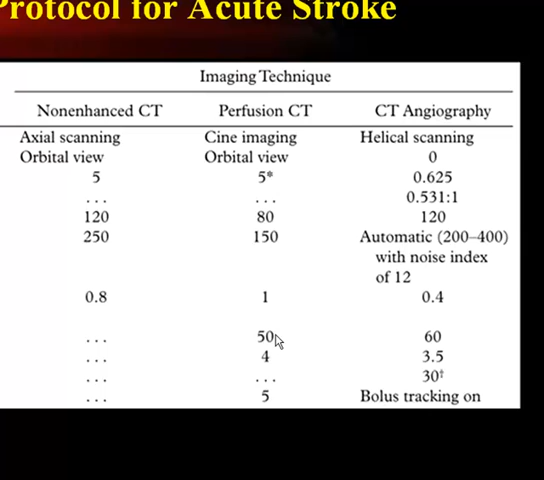 Protocol for Acute Stroke
Imaging Technique
Nonenhanced CT Perfusion CT CT Angiography
Axial scanning Cine imaging Helical scanning
Orbital view Orbital view 0
5 5* 0.625
... ... 0.531:1
120 80 120
250 150 Automatic (200–400)
with noise index
of 12
0.8 1 0.4
... 50 60
... 4 3.5
... ... 30†
... 5 Bolus tracking on